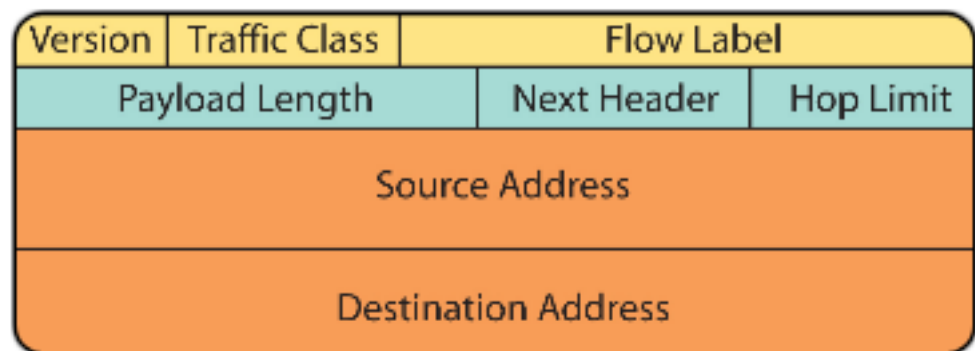 Version Traffic Class Flow Label
Payload Length Next Header Hop Limit
Source Address
Destination Address